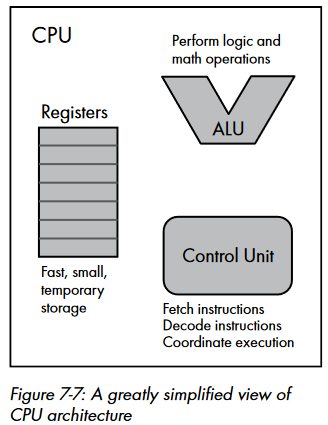 CPU
Perform logic and
math operations
ALU
Registers
Fast, small,
temporary
storage
Control Unit
Fetch instructions
Decode instructions
Coordinate execution
Figure 7-7: A greatly simplified view of
CPU architecture